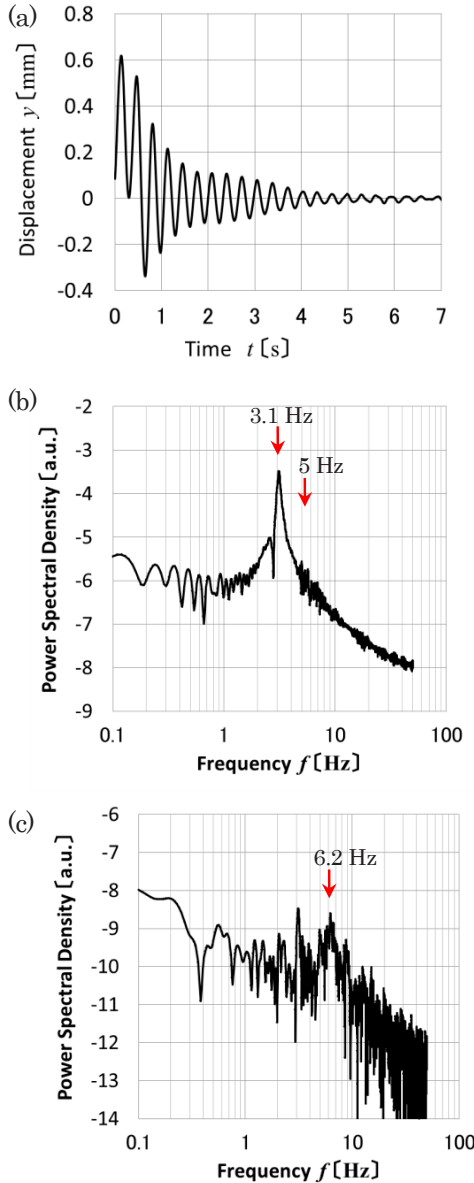 (a)
0.8
0.6
0.4
0.2
0
-0.2
-0.4
Displacement y〔mm〕
0 1 2 3 4 5 6 7
Time t〔s〕
(b)
3.1 Hz
5 Hz
-2
-3
-4
-5
-6
-7
-8
-9
Power Spectral Density〔a.u.〕
0.1 1 10 100
Frequency f〔Hz〕
(c)
6.2 Hz
-6
-7
-8
-9
-10
-11
-12
-13
-14
Power Spectral Density〔a.u.〕
0.1 1 10 100
Frequency f〔Hz〕